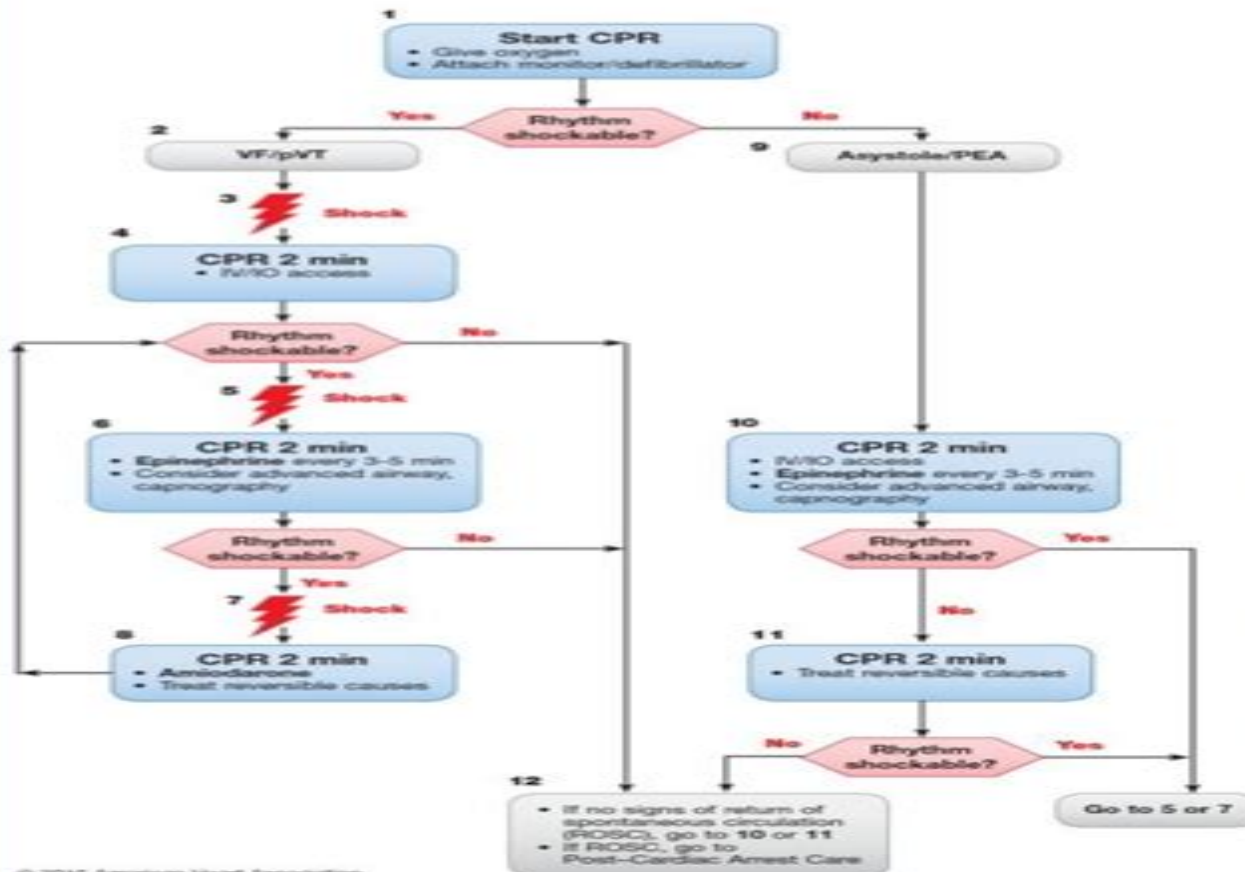 1
Start CPR
• Give oxygen
• Attach monitor/defibrillator
Rhythm
shockable?
Yes
No
2
VF/pVT
9
Asystole/PEA
3
Shock
4
CPR 2 min
• IV/IO access
Rhythm
shockable?
No
Yes
5
Shock
6
CPR 2 min
• Epinephrine every 3-5 min
• Consider advanced airway,
capnography
10
CPR 2 min
• IV/IO access
• Epinephrine every 3-5 min
• Consider advanced airway,
capnography
Rhythm
shockable?
No
Yes
Rhythm
shockable?
Yes
No
7
Shock
8
CPR 2 min
• Amiodarone
• Treat reversible causes
11
CPR 2 min
• Treat reversible causes
Rhythm
shockable?
No
Yes
12
• If no signs of return of
spontaneous circulation
(ROSC), go to 10 or 11
• If ROSC, go to
Post–Cardiac Arrest Care
Go to 5 or 7
American Heart Association